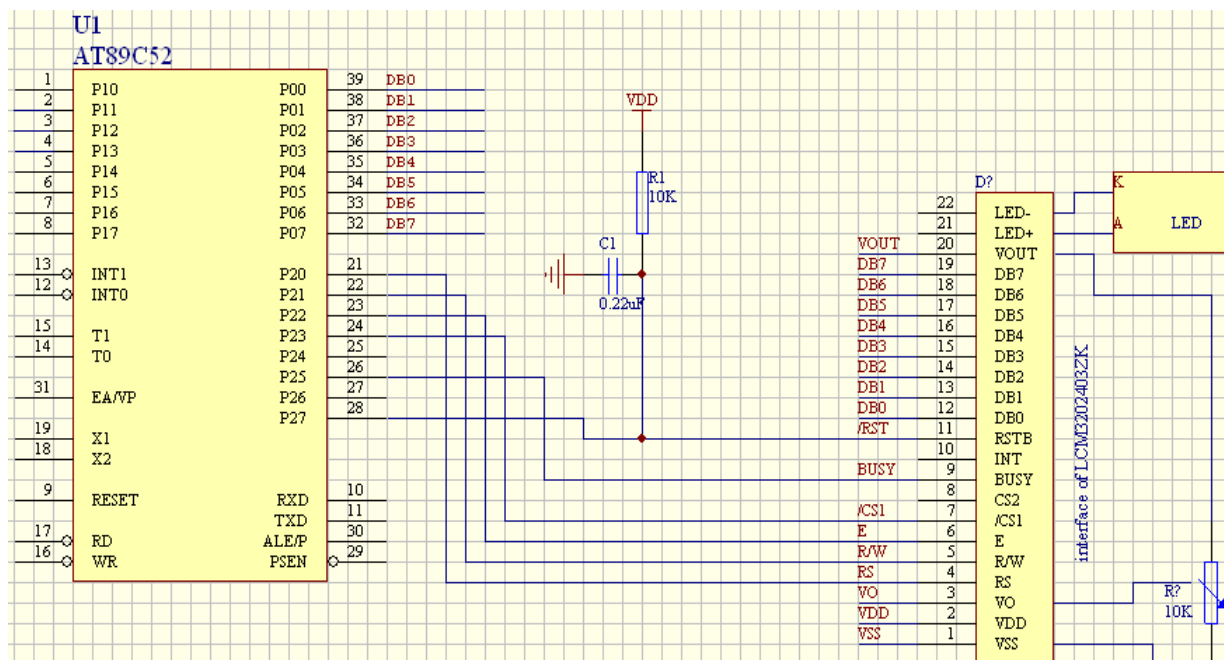 U1
AT89C52
1 P10 P00 39 DB0
2 P11 P01 38 DB1
3 P12 P02 37 DB2
4 P13 P03 36 DB3
5 P14 P04 35 DB4
6 P15 P05 34 DB5
7 P16 P06 33 DB6
8 P17 P07 32 DB7
13 INT1 P20 21
12 INT0 P21 22
P22 23
15 T1 P23 24
14 T0 P24 25
P25 26
31 EA/VP P26 27
P27 28
19 X1
18 X2
9 RESET RXD 10
TXD 11
17 RD ALE/P 30
16 WR PSEN 29
VDD
R1
10K
C1
0.22uF
D?
22 LED-
21 LED+
VOUT 20 VOUT
DB7 19 DB7
DB6 18 DB6
DB5 17 DB5
DB4 16 DB4
DB3 15 DB3
DB2 14 DB2
DB1 13 DB1
DB0 12 DB0
/RST 11 RSTB
10 INT
BUSY 9 BUSY
8 CS2
/CS1 7 /CS1
E 6 E
R/W 5 R/W
RS 4 RS
VO 3 VO
VDD 2 VDD
VSS 1 VSS
interface of LCM3202403ZK
K
A LED
R?
10K